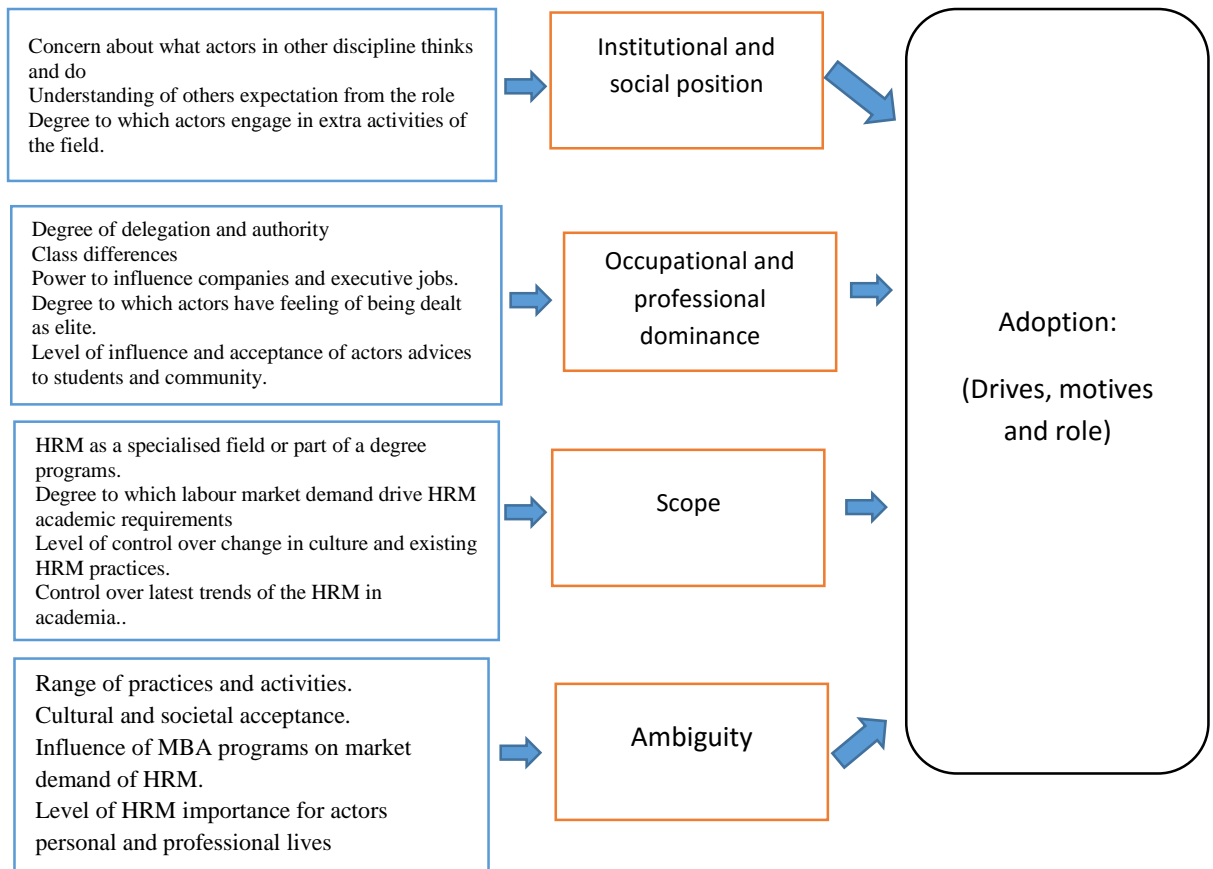 Concern about what actors in other discipline thinks
and do
Understanding of others expectation from the role
Degree to which actors engage in extra activities of
the field.
Institutional and
social position
Degree of delegation and authority
Class differences
Power to influence companies and executive jobs.
Degree to which actors have feeling of being dealt
as elite.
Level of influence and acceptance of actors advices
to students and community.
Occupational and
professional
dominance
HRM as a specialised field or part of a degree
programs.
Degree to which labour market demand drive HRM
academic requirements
Level of control over change in culture and existing
HRM practices.
Control over latest trends of the HRM in
academia..
Scope
Range of practices and activities.
Cultural and societal acceptance.
Influence of MBA programs on market
demand of HRM.
Level of HRM importance for actors
personal and professional lives
Ambiguity
Adoption:
(Drives, motives
and role)